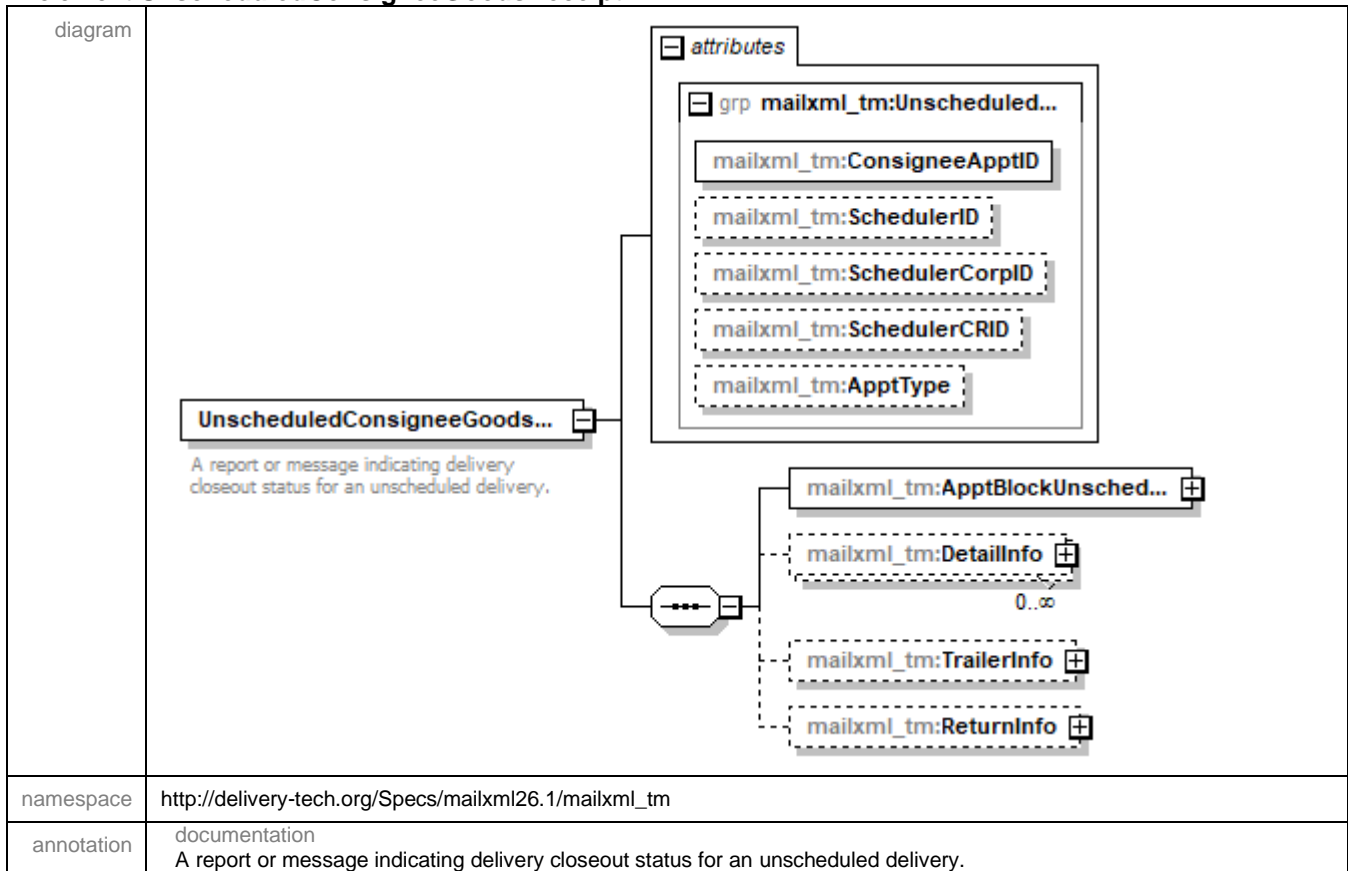 diagram
attributes
grp mailxml_tm:Unscheduled...
mailxml_tm:ConsigneeApptID
mailxml_tm:SchedulerID
mailxml_tm:SchedulerCorpID
mailxml_tm:SchedulerCRID
mailxml_tm:ApptType
UnscheduledConsigneeGoods...
A report or message indicating delivery
closeout status for an unscheduled delivery.
mailxml_tm:ApptBlockUnsched...
mailxml_tm:DetailInfo
0..∞
mailxml_tm:TrailerInfo
mailxml_tm:ReturnInfo
namespace http://delivery-tech.org/Specs/mailxml26.1/mailxml_tm
annotation documentation
A report or message indicating delivery closeout status for an unscheduled delivery.